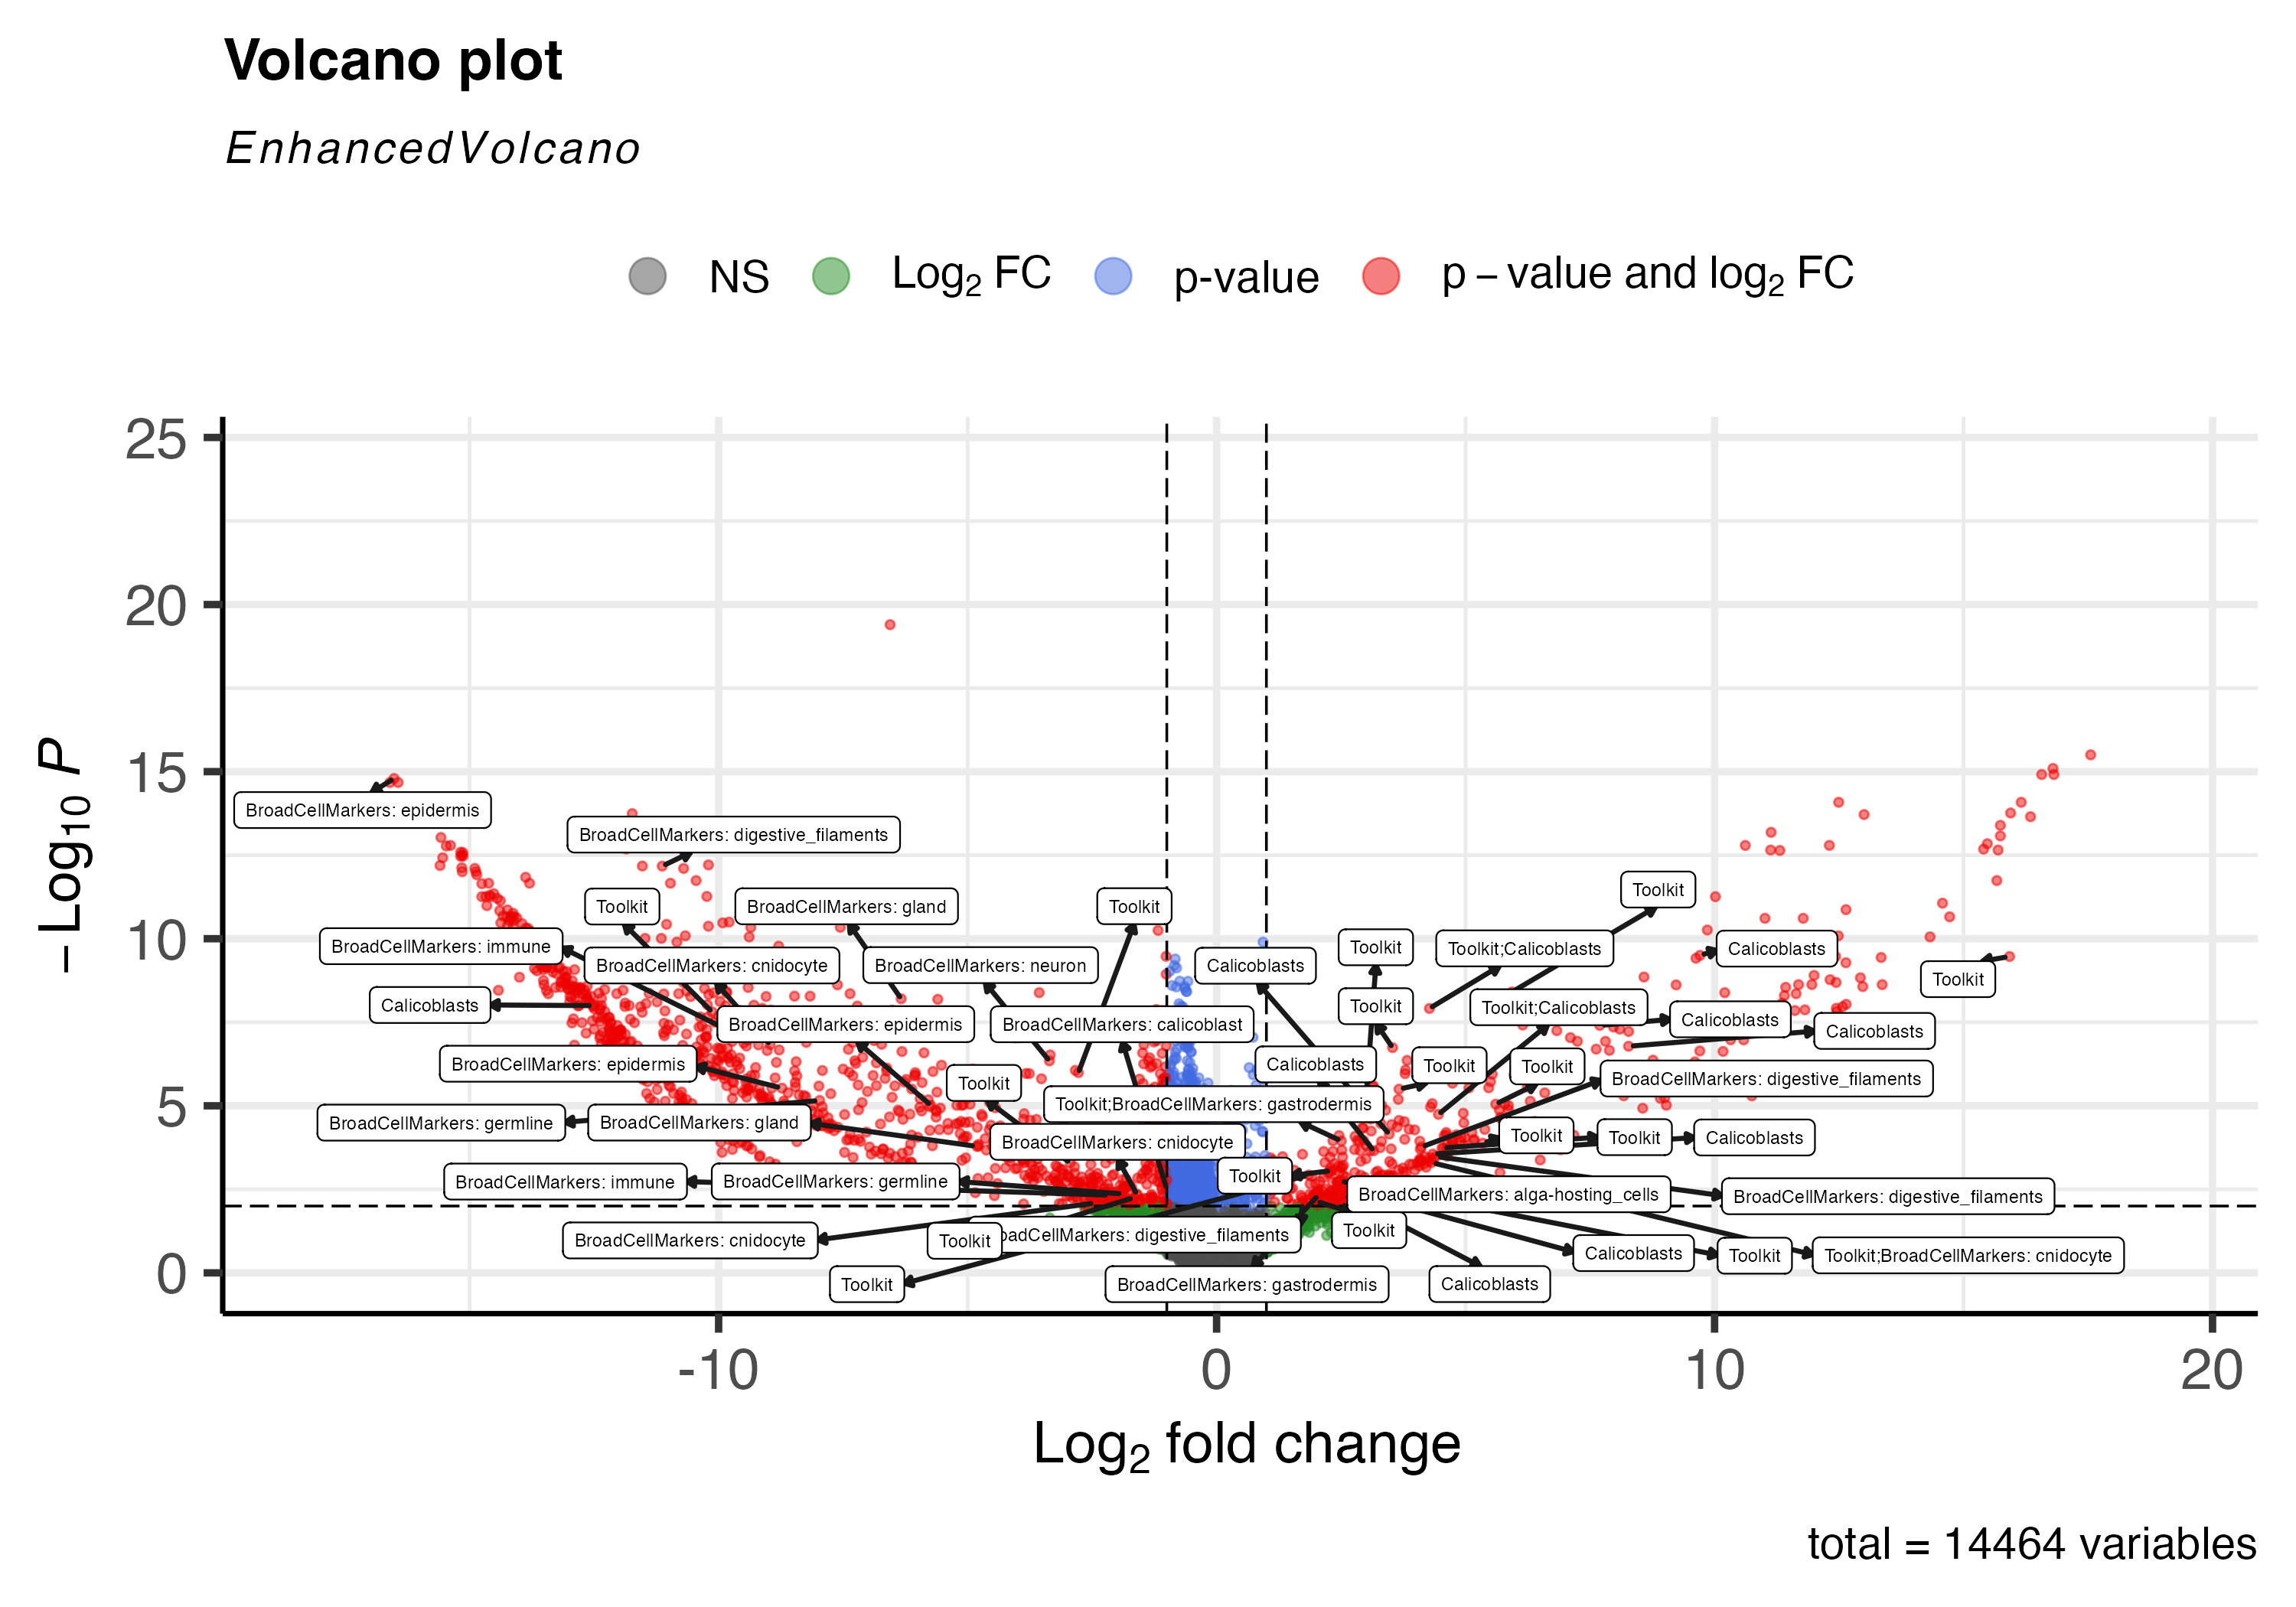 Volcano plot
EnhancedVolcano
NS Log2 FC p-value p – value and log2 FC
25
20
15
10
5
0
– Log10 P
BroadCellMarkers: epidermis
BroadCellMarkers: digestive_filaments
Toolkit
Toolkit
BroadCellMarkers: gland
Toolkit
BroadCellMarkers: immune
Toolkit
Toolkit;Calicoblasts
Calicoblasts
BroadCellMarkers: cnidocyte
BroadCellMarkers: neuron
Calicoblasts
Toolkit
Calicoblasts
Toolkit
Toolkit;Calicoblasts
Calicoblasts
BroadCellMarkers: epidermis
BroadCellMarkers: calicoblast
Calicoblasts
BroadCellMarkers: epidermis
Calicoblasts
Toolkit
Toolkit
Toolkit
BroadCellMarkers: digestive_filaments
Toolkit;BroadCellMarkers: gastrodermis
BroadCellMarkers: germline
BroadCellMarkers: gland
BroadCellMarkers: cnidocyte
Toolkit
Toolkit
Calicoblasts
BroadCellMarkers: immune
BroadCellMarkers: germline
Toolkit
BroadCellMarkers: alga-hosting_cells
BroadCellMarkers: digestive_filaments
BroadCellMarkers: cnidocyte
Toolkit
oadCellMarkers: digestive_filaments
Toolkit
Calicoblasts
Toolkit
Toolkit;BroadCellMarkers: cnidocyte
Toolkit
BroadCellMarkers: gastrodermis
Calicoblasts
-10 0 10 20
Log2 fold change
total = 14464 variables